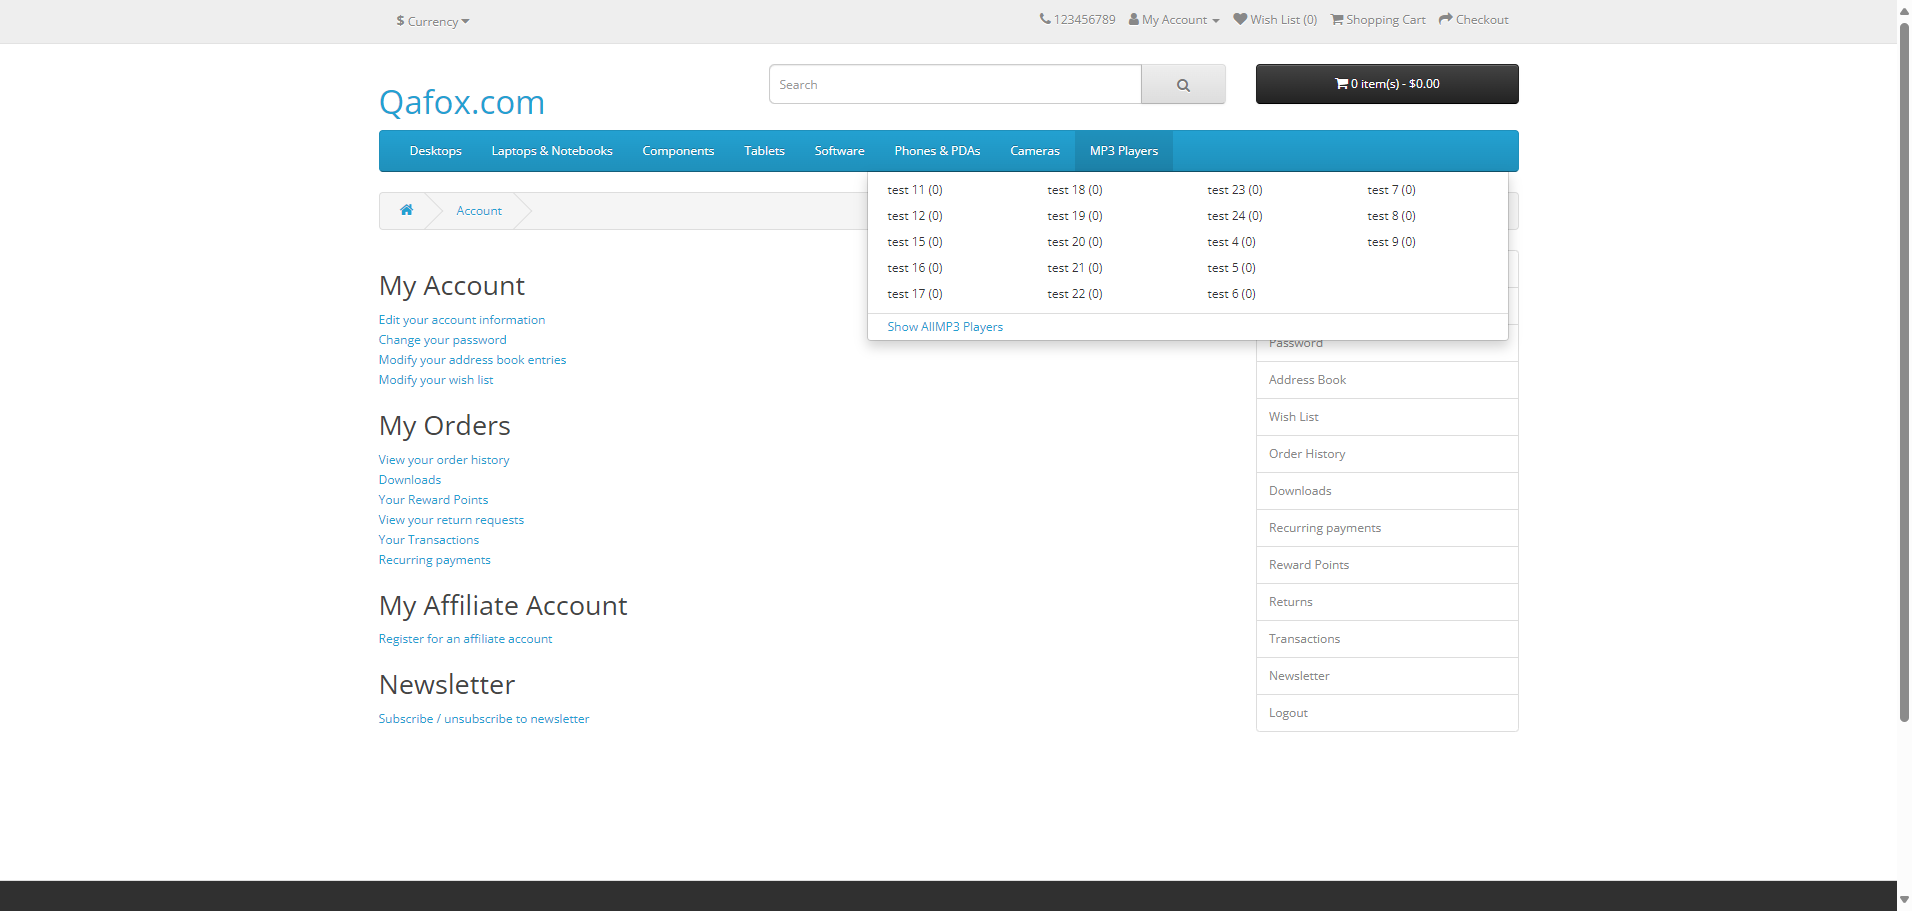 $ Currency
123456789 My Account Wish List (0) Shopping Cart Checkout
Qafox.com
Search
0 item(s) - $0.00
Desktops Laptops & Notebooks Components Tablets Software Phones & PDAs Cameras MP3 Players
test 11 (0) test 18 (0) test 23 (0) test 7 (0)
test 12 (0) test 19 (0) test 24 (0) test 8 (0)
test 15 (0) test 20 (0) test 4 (0) test 9 (0)
test 16 (0) test 21 (0) test 5 (0)
test 17 (0) test 22 (0) test 6 (0)
Show AllMP3 Players
Account
My Account
Edit your account information
Change your password
Modify your address book entries
Modify your wish list
My Orders
View your order history
Downloads
Your Reward Points
View your return requests
Your Transactions
Recurring payments
My Affiliate Account
Register for an affiliate account
Newsletter
Subscribe / unsubscribe to newsletter
Password
Address Book
Wish List
Order History
Downloads
Recurring payments
Reward Points
Returns
Transactions
Newsletter
Logout